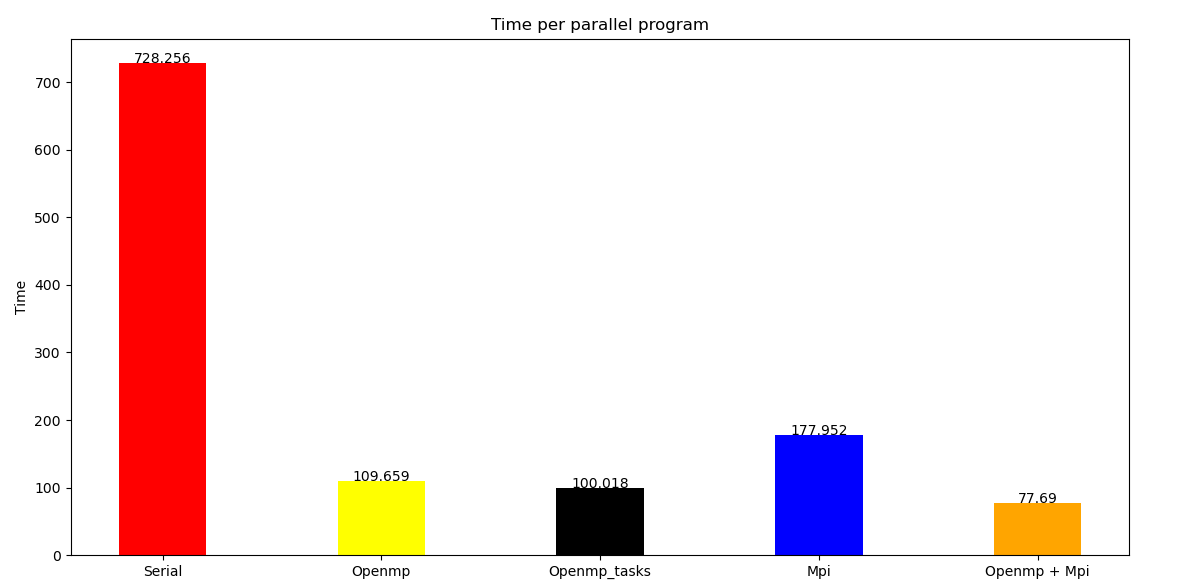 Time per parallel program
Time
700
600
500
400
300
200
100
0
728.256
109.659
100.018
177.952
77.69
Serial
Openmp
Openmp_tasks
Mpi
Openmp + Mpi